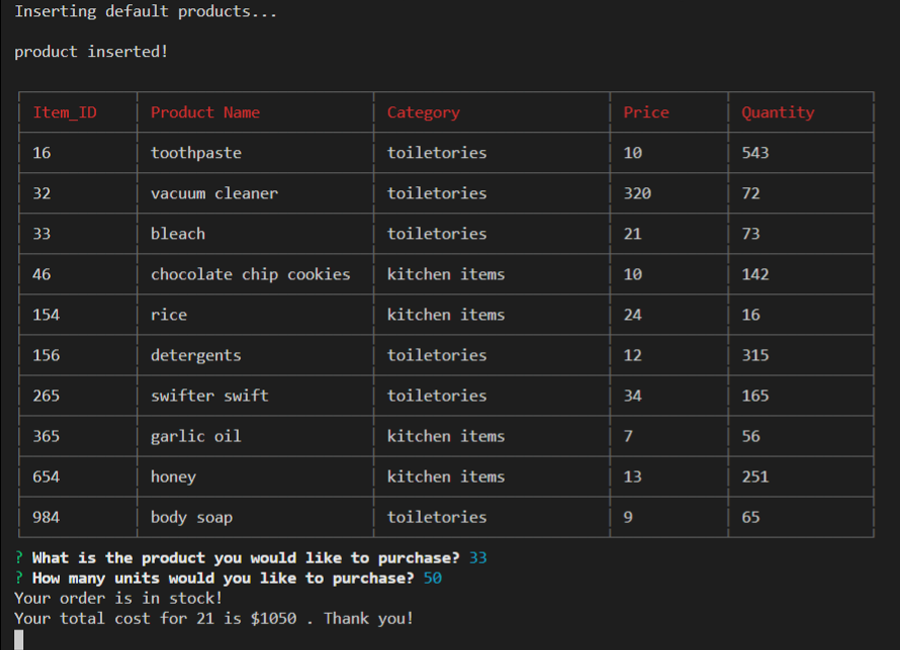 Inserting default products...
product inserted!
Item_ID Product Name Category Price Quantity
16 toothpaste toiletories 10 543
32 vacuum cleaner toiletories 320 72
33 bleach toiletories 21 73
46 chocolate chip cookies kitchen items 10 142
154 rice kitchen items 24 16
156 detergents toiletories 12 315
265 swifter swift toiletories 34 165
365 garlic oil kitchen items 7 56
654 honey kitchen items 13 251
984 body soap toiletories 9 65
? What is the product you would like to purchase? 33
? How many units would you like to purchase? 50
Your order is in stock!
Your total cost for 21 is $1050 . Thank you!